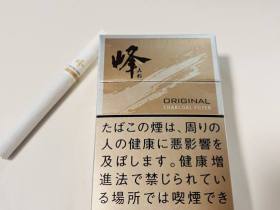 峰
ORIGINAL
CHARCOAL FILTER
たばこの煙は、周りの
人の健康に悪影響を
及ぼします。健康増
進法で禁じられてい
る場所では喫煙でき